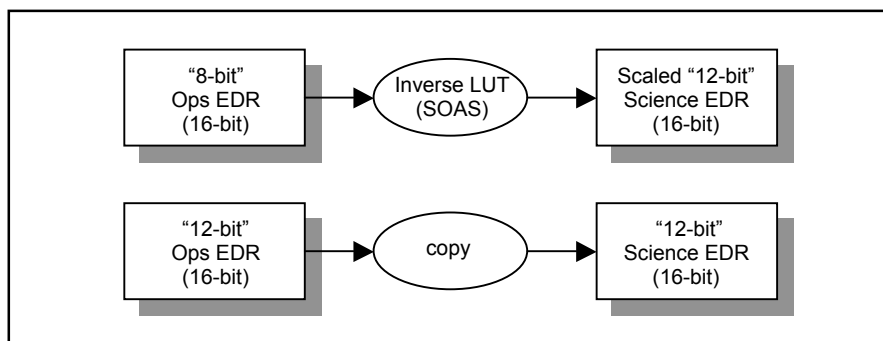 “8-bit”
Ops EDR
(16-bit)
Inverse LUT
(SOAS)
Scaled “12-bit”
Science EDR
(16-bit)
“12-bit”
Ops EDR
(16-bit)
copy
“12-bit”
Science EDR
(16-bit)